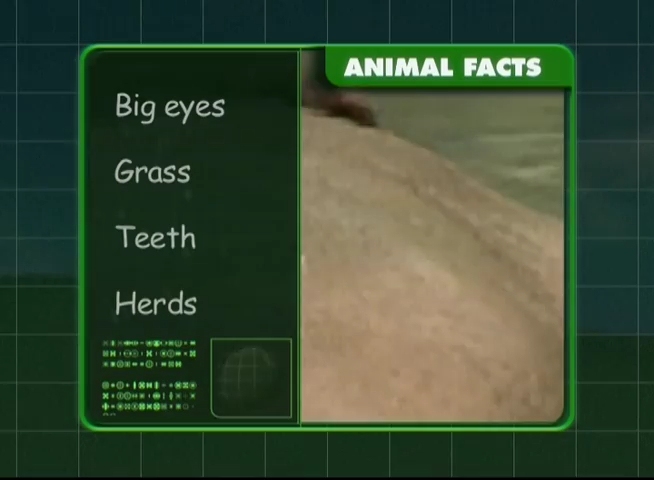 ANIMAL FACTS
Big eyes
Grass
Teeth
Herds